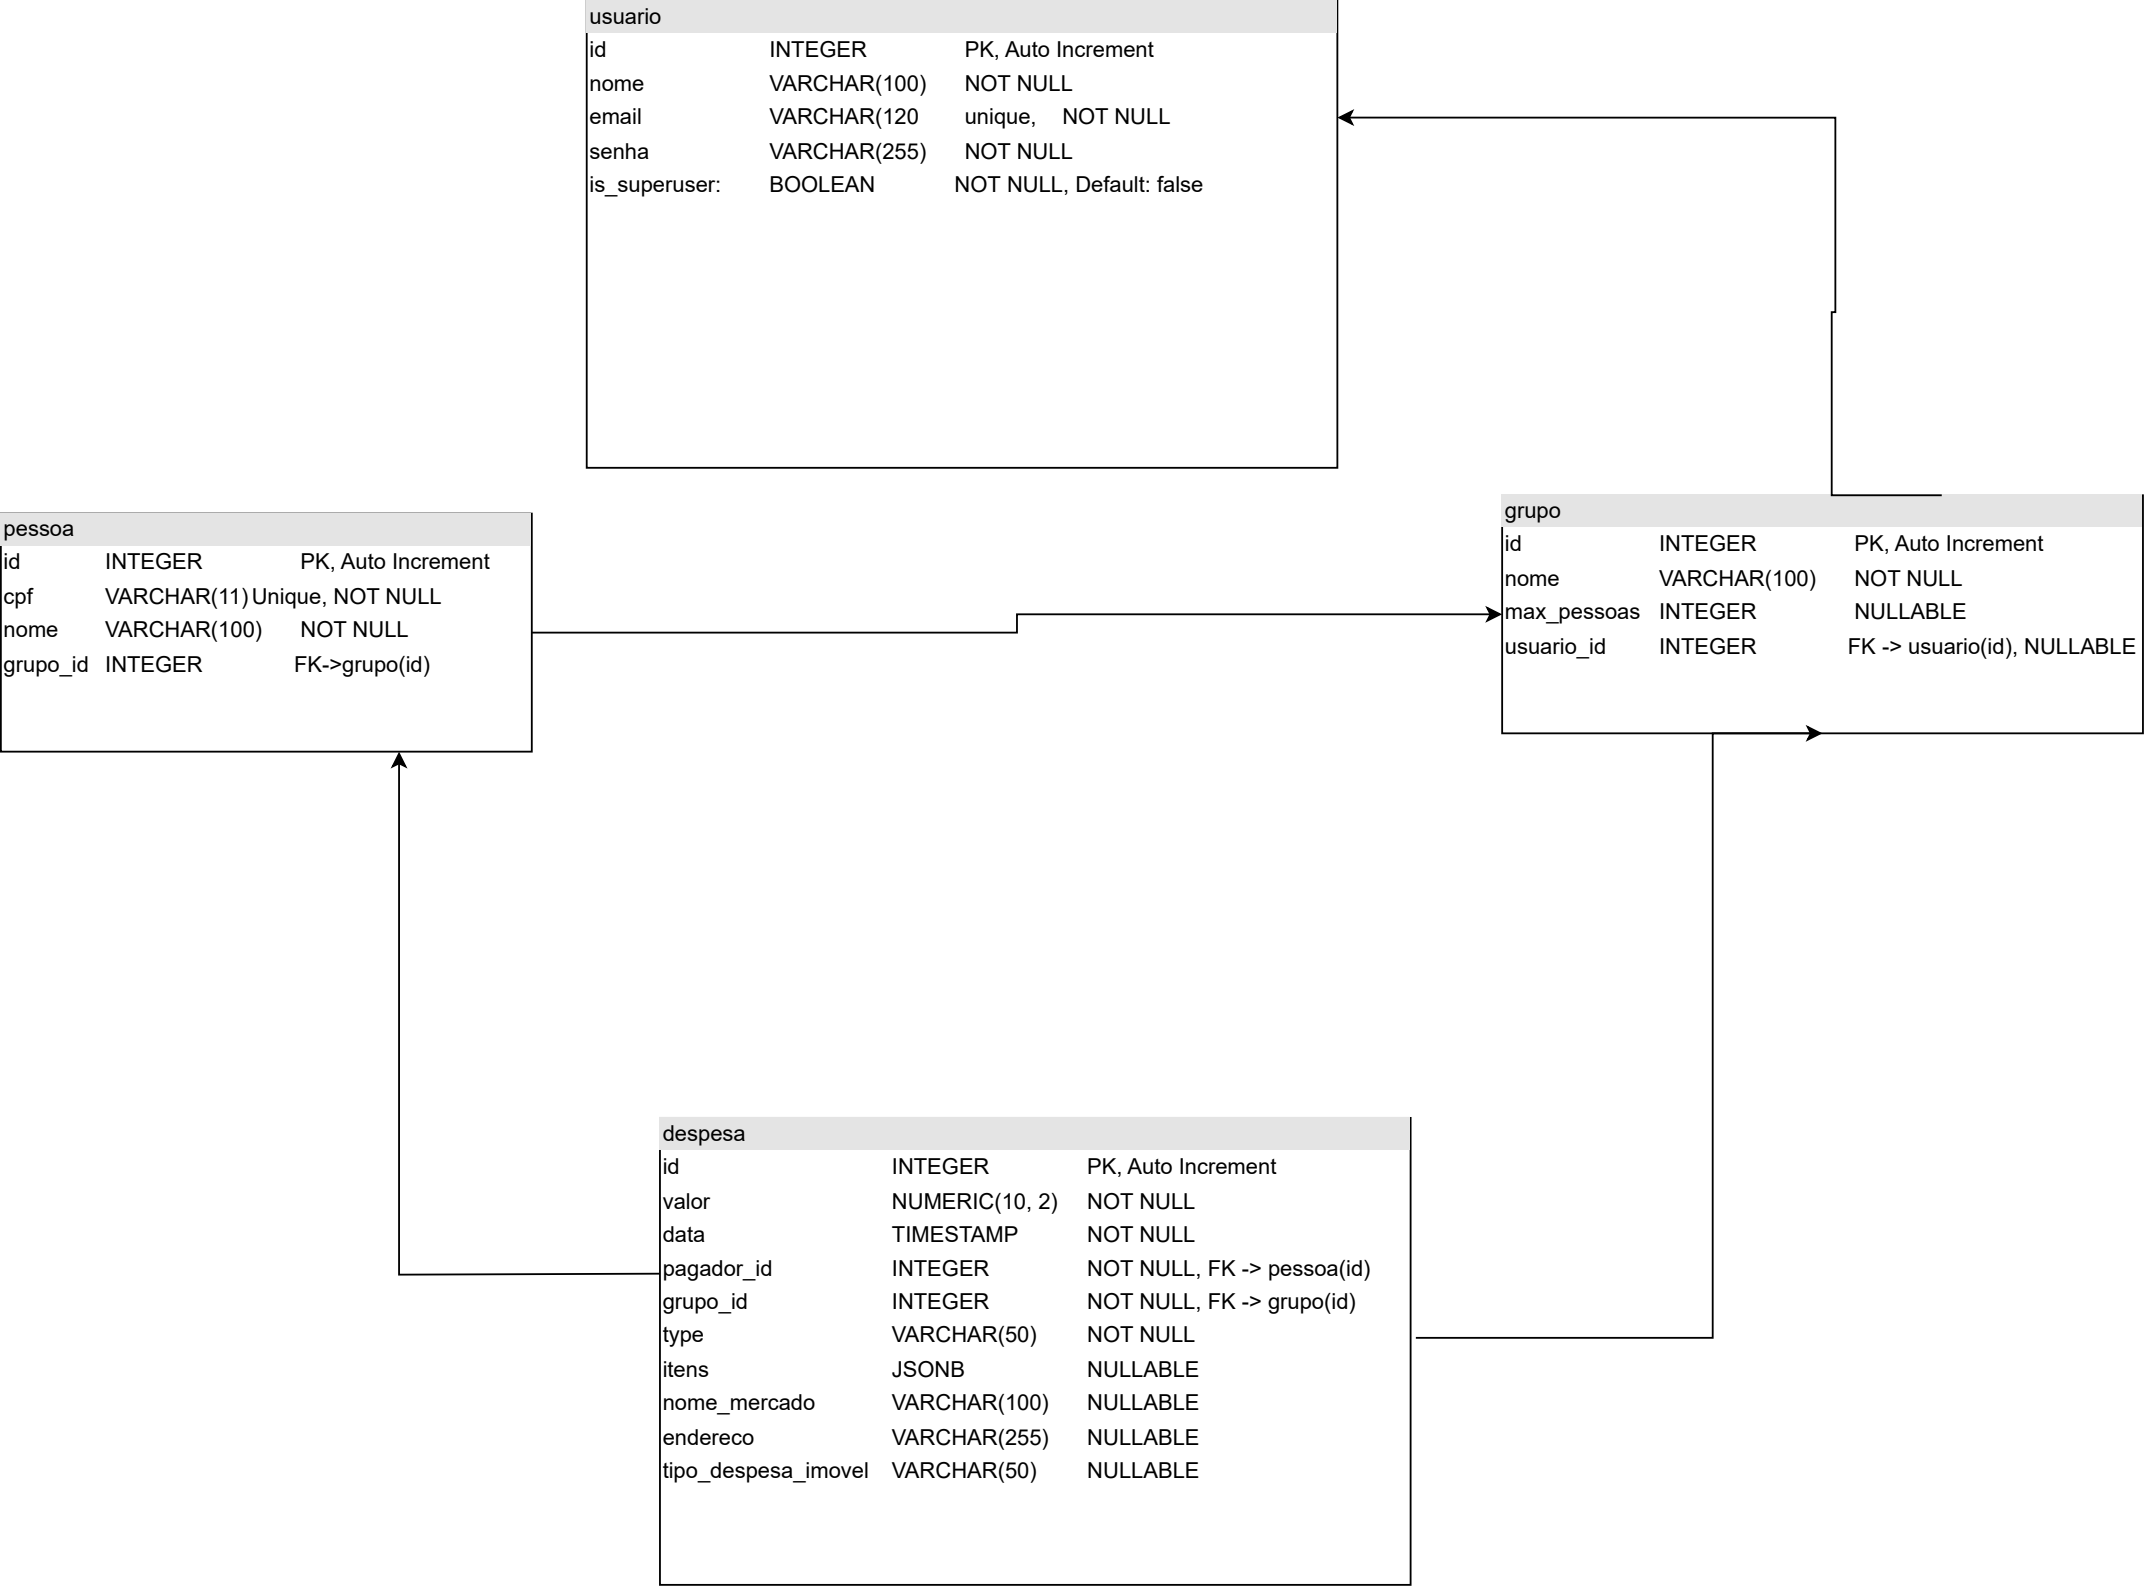 usuario
id INTEGER PK, Auto Increment
nome VARCHAR(100) NOT NULL
email VARCHAR(120 unique, NOT NULL
senha VARCHAR(255) NOT NULL
is_superuser: BOOLEAN NOT NULL, Default: false
pessoa
id INTEGER PK, Auto Increment
cpf VARCHAR(11) Unique, NOT NULL
nome VARCHAR(100) NOT NULL
grupo_id INTEGER FK->grupo(id)
grupo
id INTEGER PK, Auto Increment
nome VARCHAR(100) NOT NULL
max_pessoas INTEGER NULLABLE
usuario_id INTEGER FK -> usuario(id), NULLABLE
despesa
id INTEGER PK, Auto Increment
valor NUMERIC(10, 2) NOT NULL
data TIMESTAMP NOT NULL
pagador_id INTEGER NOT NULL, FK -> pessoa(id)
grupo_id INTEGER NOT NULL, FK -> grupo(id)
type VARCHAR(50) NOT NULL
itens JSONB NULLABLE
nome_mercado VARCHAR(100) NULLABLE
endereco VARCHAR(255) NULLABLE
tipo_despesa_imovel VARCHAR(50) NULLABLE